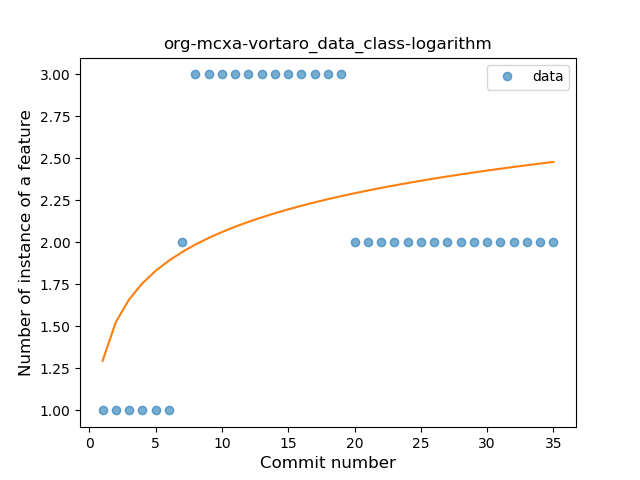 org-mcxa-vortaro_data_class-logarithm
data
Number of instance of a feature
3.00
2.75
2.50
2.25
2.00
1.75
1.50
1.25
1.00
0 5 10 15 20 25 30 35
Commit number